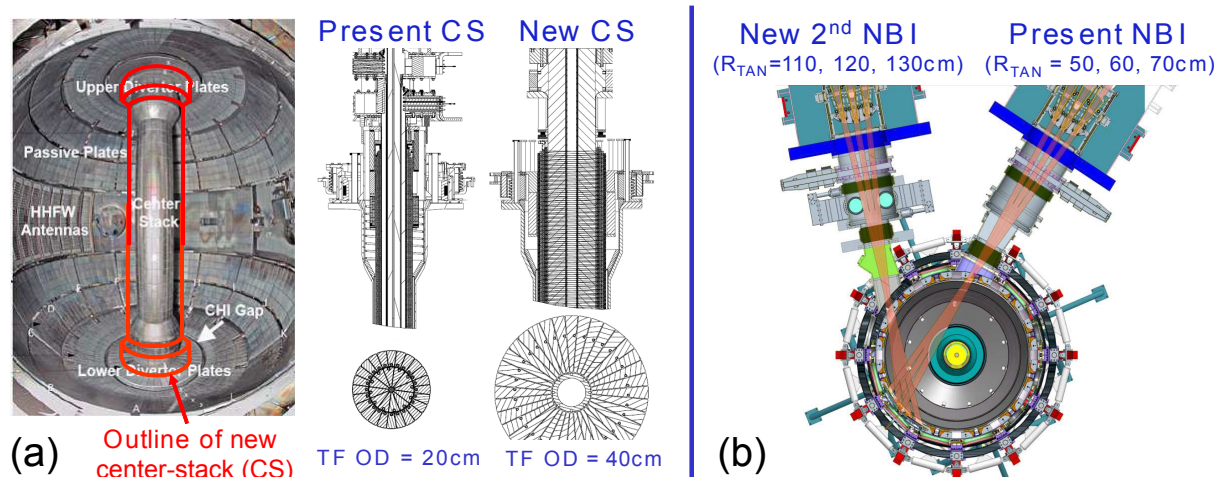 Upper Divertor Plates
Passive Plates
Center
Stack
HHFW
Antennas
CHI Gap
Lower Divertor Plates
(a)
Outline of new
center-stack (CS)
Present CS
New CS
TF OD = 20cm
TF OD = 40cm
New 2nd NBI
(RTAN=110, 120, 130cm)
Present NBI
(RTAN = 50, 60, 70cm)
(b)